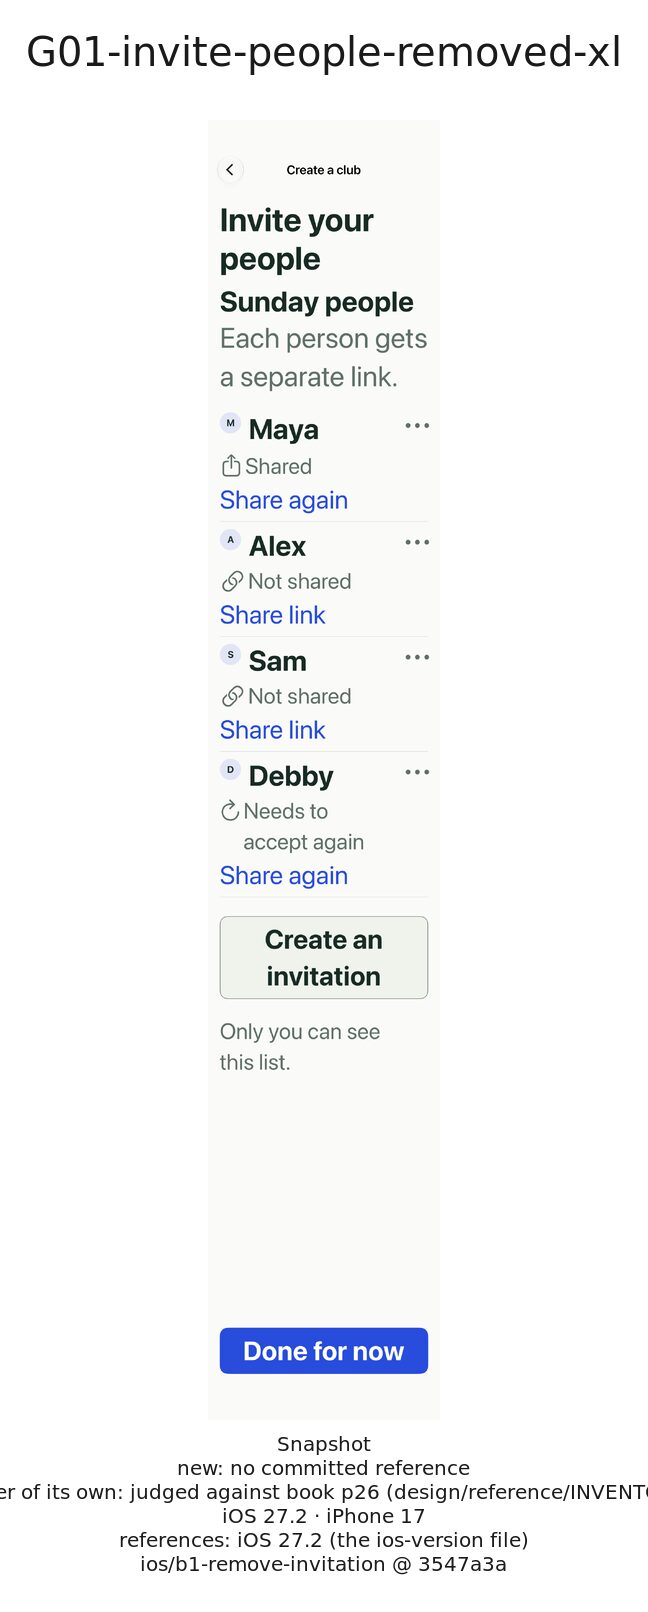 G01-invite-people-removed-xl
Create a club
Invite your
people
Sunday people
Each person gets
a separate link.
M Maya
Shared
Share again
A Alex
Not shared
Share link
S Sam
Not shared
Share link
D Debby
Needs to
accept again
Share again
Create an
invitation
Only you can see
this list.
Done for now
Snapshot
new: no committed reference
of its own: judged against book p26 (design/reference/
iOS 27.2 · iPhone 17
references: iOS 27.2 (the ios-version file)
ios/b1-remove-invitation @ 3547a3a